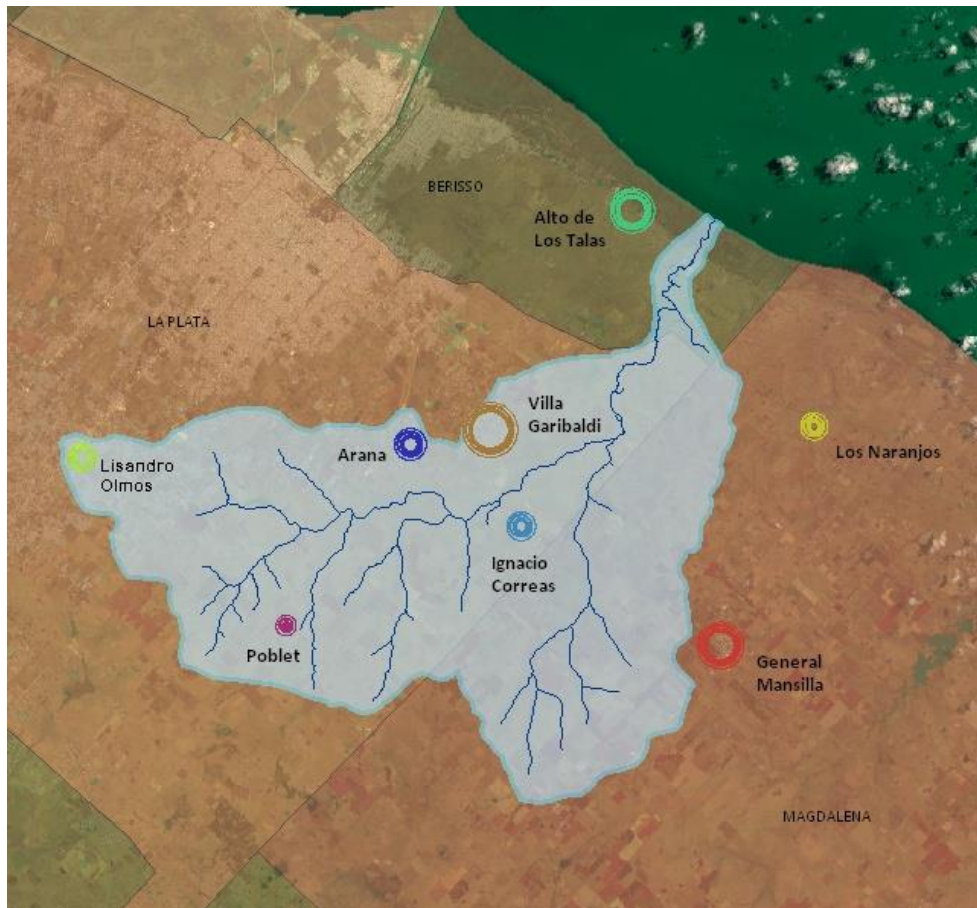 BERISSO
Alto de
Los Talas
LA PLATA
Villa
Garibaldi
Arana
Los Naranjos
Lisandro
Olmos
Ignacio
Correas
Poblet
General
Mansilla
MAGDALENA